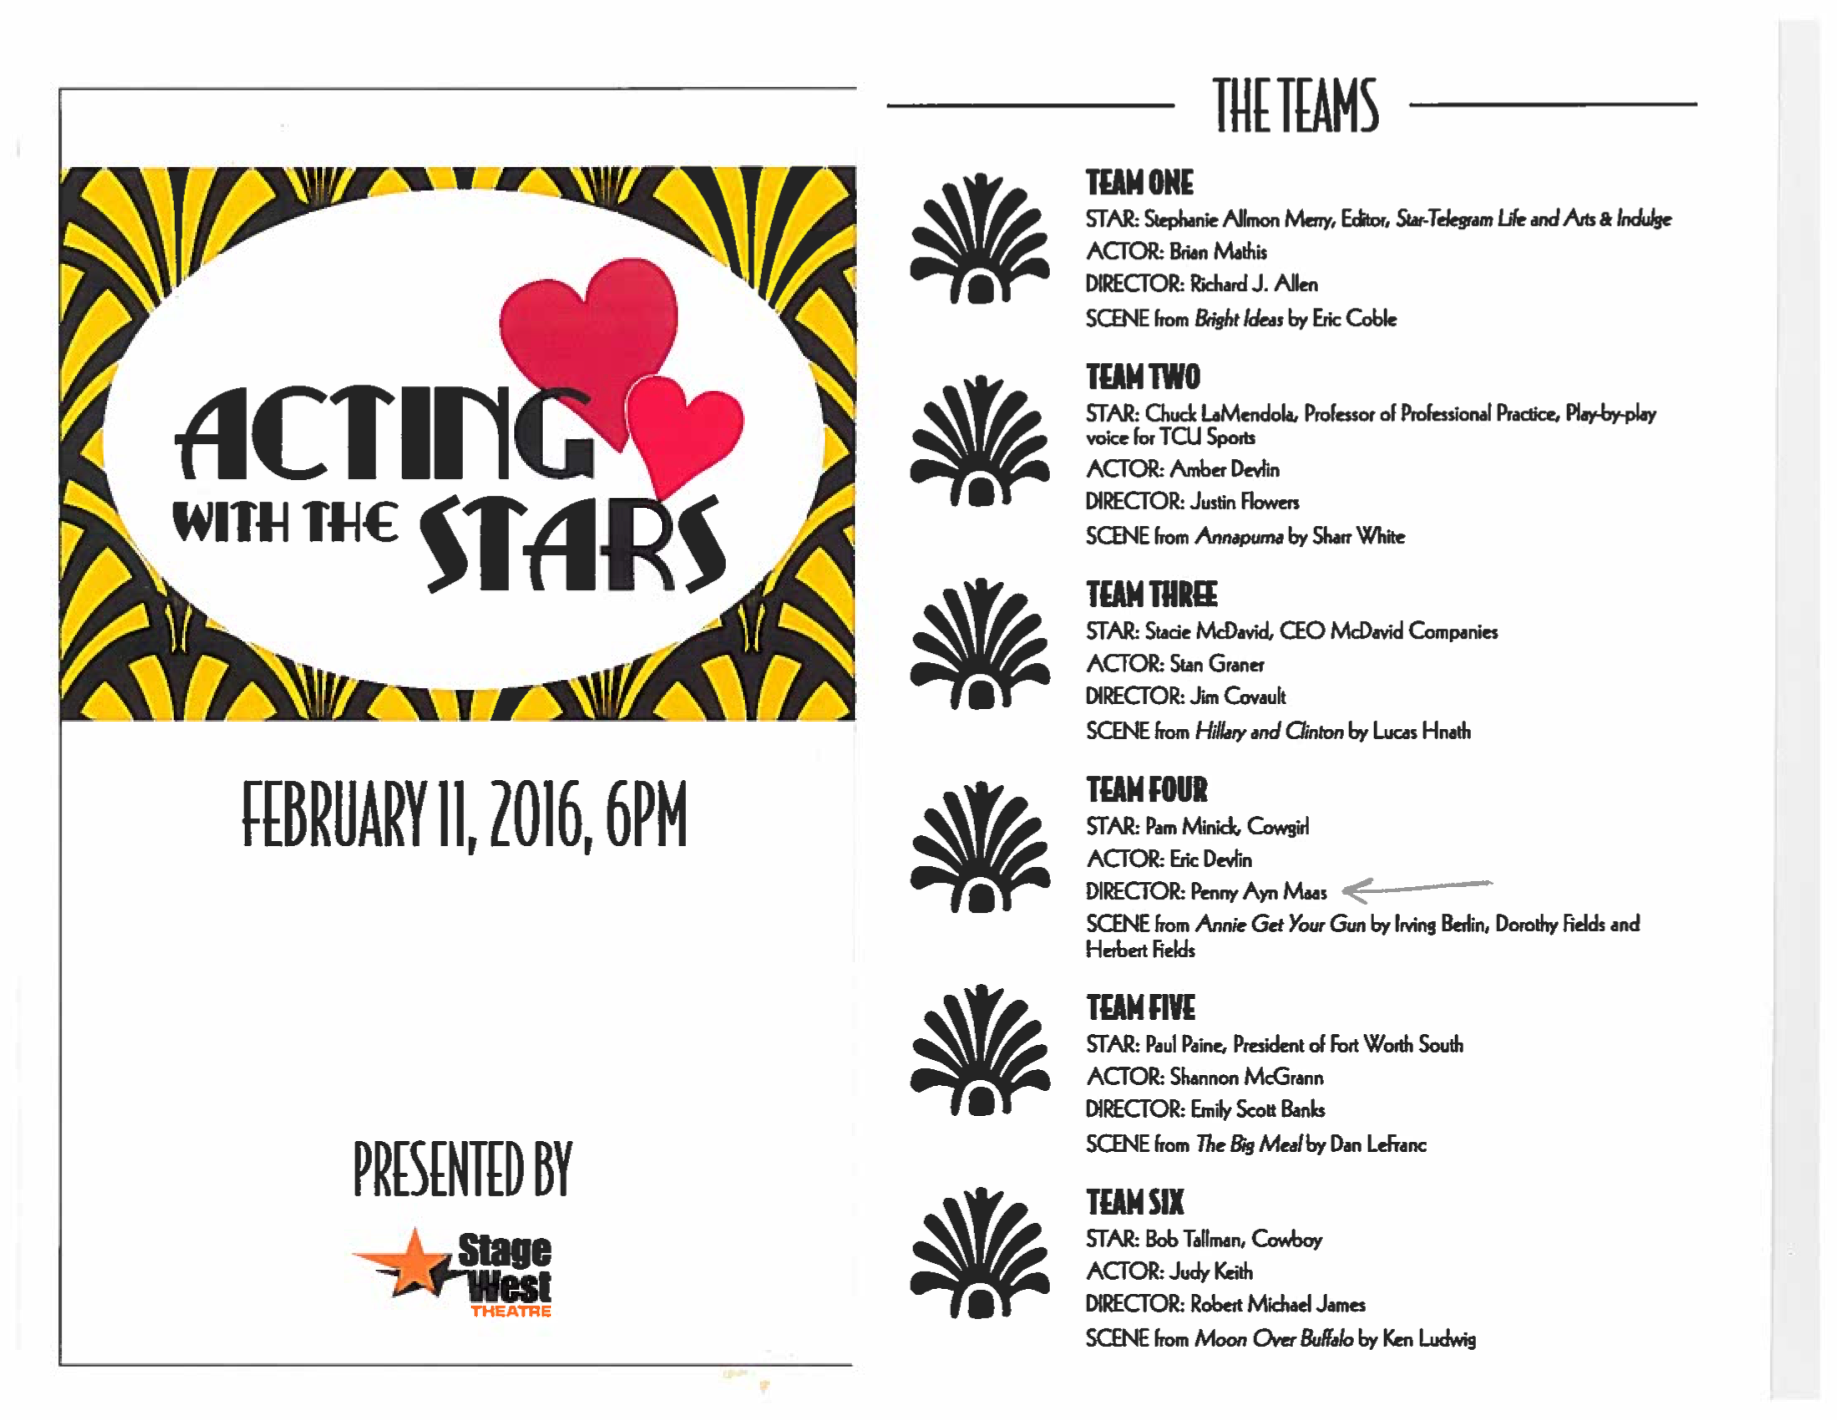 ACTING
WITH THE STARS
FEBRUARY 11, 2016, 6PM
PRESENTED BY
Stage
West
THEATRE
THE TEAMS
TEAM ONE
STAR: Stephanie Allmon Merry, Editor, Star-Telegram Life and Arts & Indulge
ACTOR: Brian Mathis
DIRECTOR: Richard J. Allen
SCENE from Bright Ideas by Eric Coble
TEAM TWO
STAR: Chuck LaMendola, Professor of Professional Practice, Play-by-play
voice for TCU Sports
ACTOR: Amber Devlin
DIRECTOR: Justin Flowers
SCENE from Annapurna by Sharr White
TEAM THREE
STAR: Stacie McDavid, CEO McDavid Companies
ACTOR: Stan Graner
DIRECTOR: Jim Covault
SCENE from Hillary and Clinton by Lucas Hnath
TEAM FOUR
STAR: Pam Minick, Cowgirl
ACTOR: Eric Devlin
DIRECTOR: Penny Ayn Maas
SCENE from Annie Get Your Gun by Irving Berlin, Dorothy Fields and
Herbert Fields
TEAM FIVE
STAR: Paul Paine, President of Fort Worth South
ACTOR: Shannon McGrann
DIRECTOR: Emily Scott Banks
SCENE from The Big Meal by Dan LeFranc
TEAM SIX
STAR: Bob Tallman, Cowboy
ACTOR: Judy Keith
DIRECTOR: Robert Michael James
SCENE from Moon Over Buffalo by Ken Ludwig